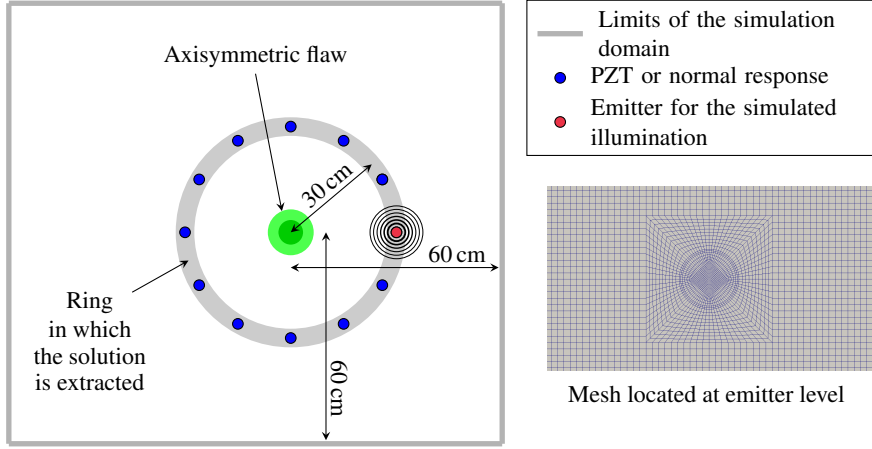 Axisymmetric flaw
30 cm
60 cm
60 cm
Ring
in which
the solution
is extracted
Limits of the simulation
domain
PZT or normal response
Emitter for the simulated
illumination
Mesh located at emitter level